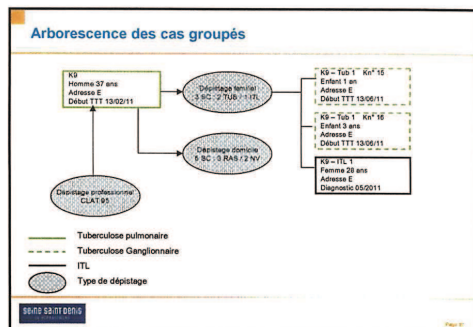 Arborescence des cas groupés
K9
Homme 37 ans
Adresse E
Début TTT 13/02/11
Dépistage familial
3 SC : 2 TUB / 1 ITL
K9 – Tub 1 Kn° 15
Enfant 1 an
Adresse E
Début TTT 13/06/11
K9 – Tub 1 Kn° 16
Enfant 3 ans
Adresse E
Début TTT 13/06/11
Dépistage domicile
5 SC : 3 RAS / 2 NV
K9 – ITL 1
Femme 28 ans
Adresse E
Diagnostic 05/2011
Dépistage professionnel
CLAT 95
Tuberculose pulmonaire
Tuberculose Ganglionnaire
ITL
Type de dépistage
seine saint denis